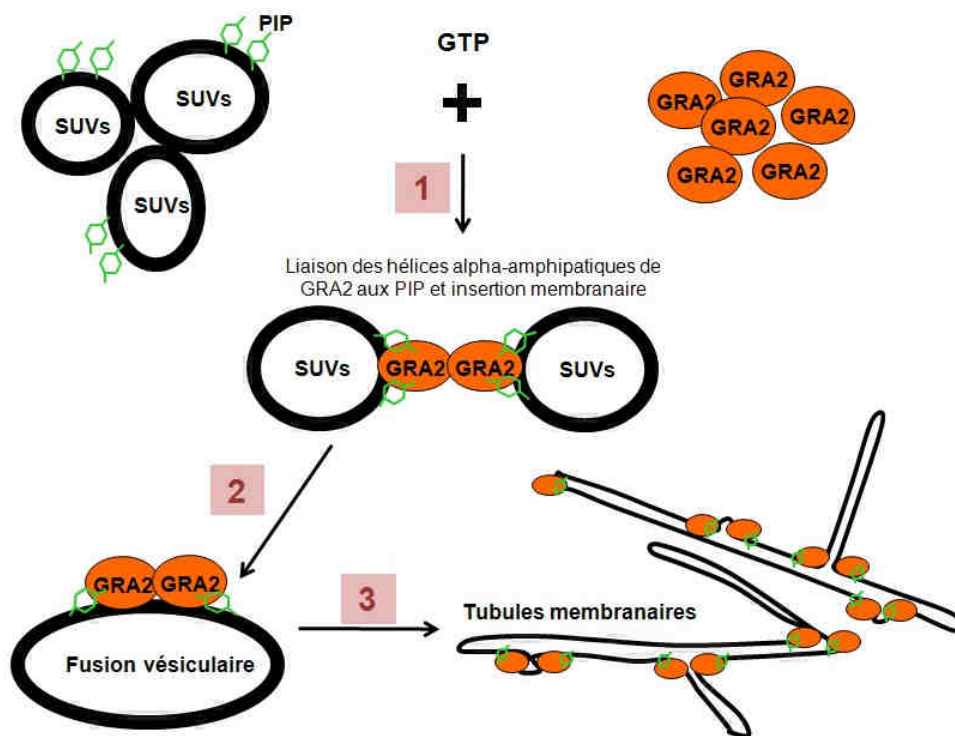 PIP
SUVs
SUVs
SUVs
GTP
+
GRA2
GRA2
GRA2
GRA2
GRA2
GRA2
1
Liaison des hélices alpha-amphipatiques de
GRA2 aux PIP et insertion membranaire
SUVs
GRA2
GRA2
SUVs
2
GRA2
GRA2
Fusion vésiculaire
3
Tubules membranaires